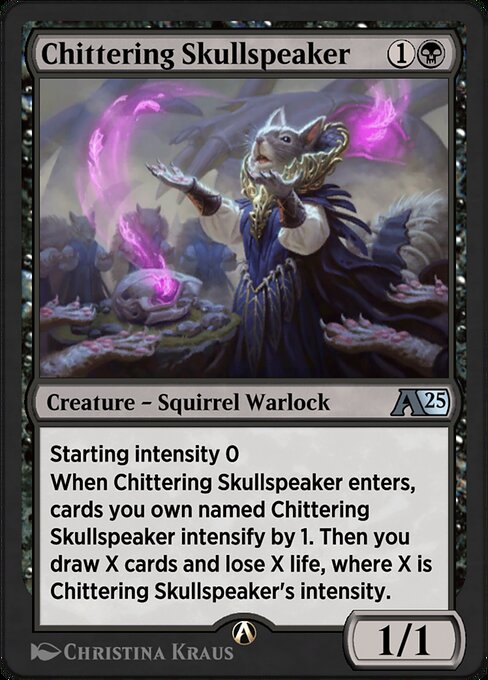 Chittering Skullspeaker 1
Creature – Squirrel Warlock A25
Starting intensity 0
When Chittering Skullspeaker enters,
cards you own named Chittering
Skullspeaker intensify by 1. Then you
draw X cards and lose X life, where X is
Chittering Skullspeaker's intensity.
1/1
CHRISTINA KRAUS